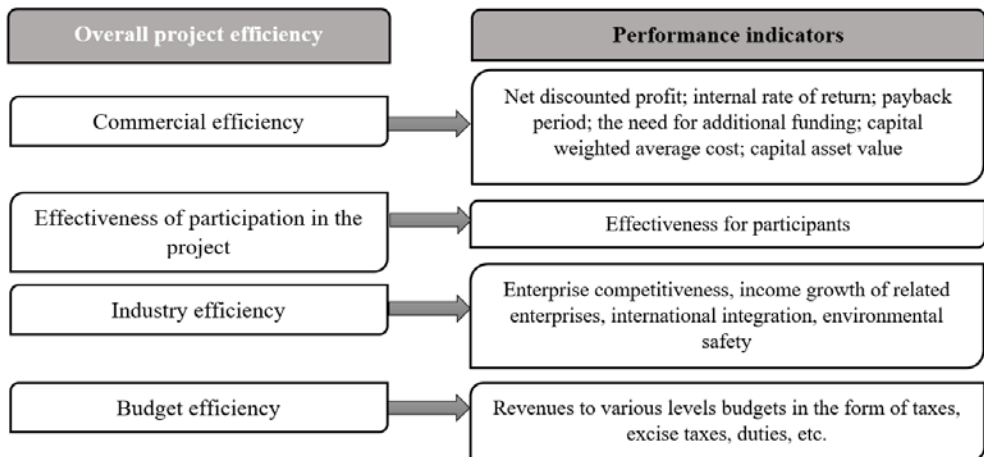 Overall project efficiency
Performance indicators
Commercial efficiency
Net discounted profit; internal rate of return; payback
period; the need for additional funding; capital
weighted average cost; capital asset value
Effectiveness of participation in the
project
Effectiveness for participants
Industry efficiency
Enterprise competitiveness, income growth of related
enterprises, international integration, environmental
safety
Budget efficiency
Revenues to various levels budgets in the form of taxes,
excise taxes, duties, etc.